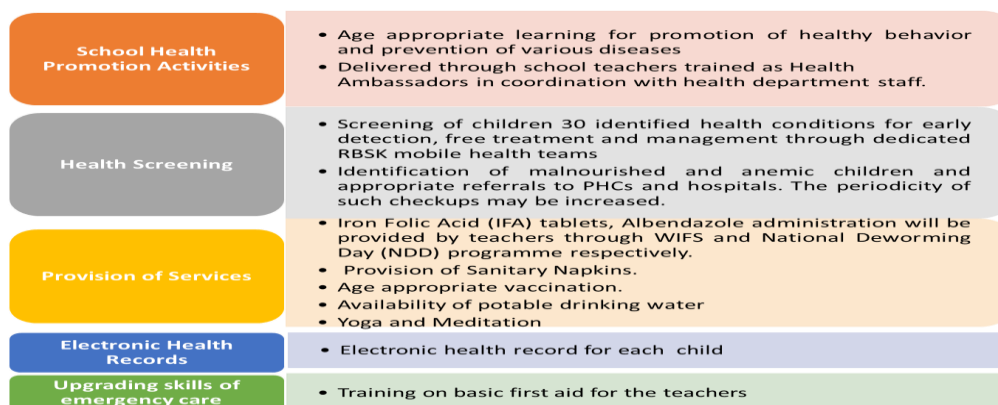 School Health
Promotion Activities
• Age appropriate learning for promotion of healthy behavior
and prevention of various diseases
• Delivered through school teachers trained as Health
Ambassadors in coordination with health department staff.
Health Screening
• Screening of children 30 identified health conditions for early
detection, free treatment and management through dedicated
RBSK mobile health teams
• Identification of malnourished and anemic children and
appropriate referrals to PHCs and hospitals. The periodicity of
such checkups may be increased.
Provision of Services
• Iron Folic Acid (IFA) tablets, Albendazole administration will be
provided by teachers through WIFS and National Deworming
Day (NDD) programme respectively.
• Provision of Sanitary Napkins.
• Age appropriate vaccination.
• Availability of potable drinking water
• Yoga and Meditation
Electronic Health
Records
• Electronic health record for each child
Upgrading skills of
emergency care
• Training on basic first aid for the teachers